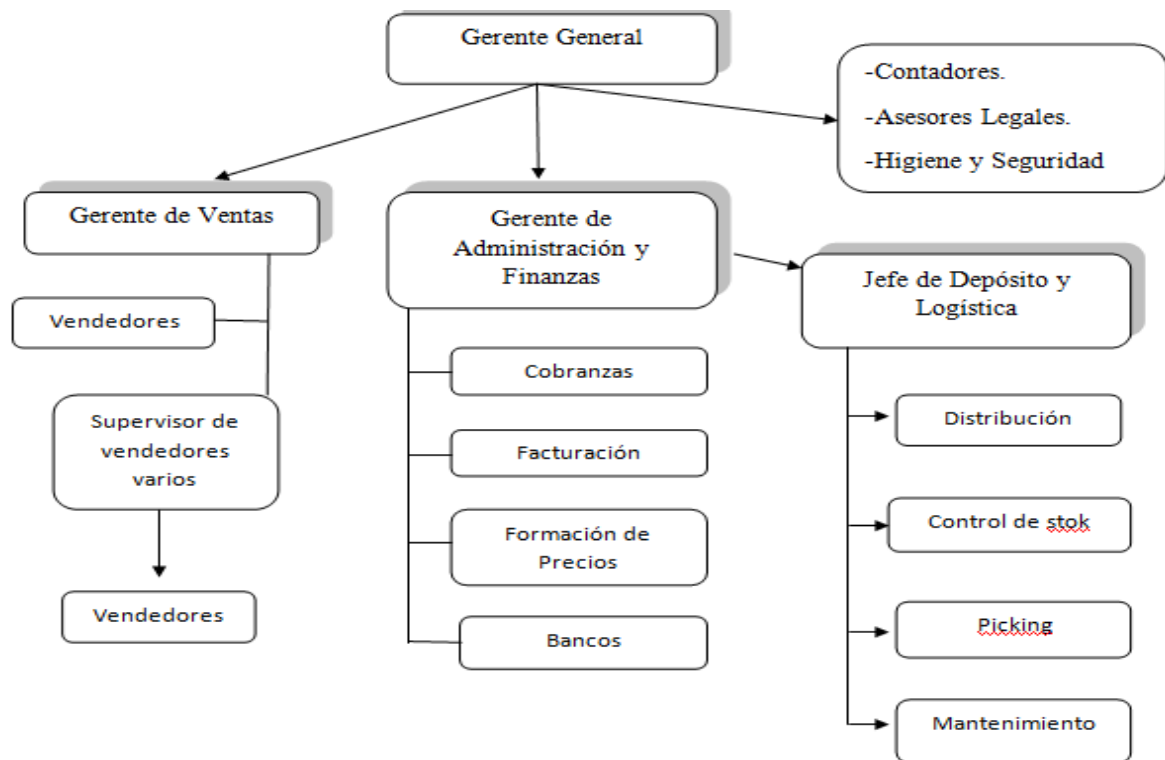 Gerente General
-Contadores.
-Asesores Legales.
-Higiene y Seguridad
Gerente de Ventas
Vendedores
Supervisor de
vendedores
varios
Vendedores
Gerente de
Administración y
Finanzas
Cobranzas
Facturación
Formación de
Precios
Bancos
Jefe de Depósito y
Logística
Distribución
Control de stok
Picking
Mantenimiento